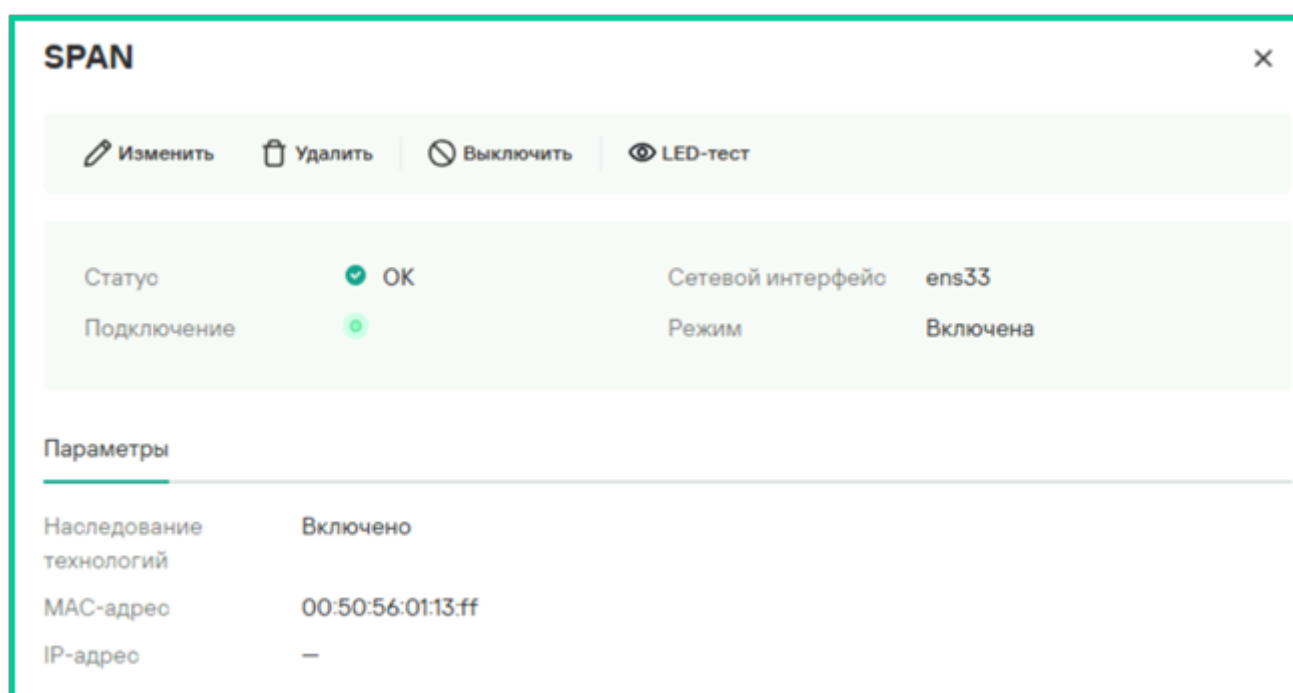 SPAN
Изменить Удалить Выключить LED-тест
Статус OK Сетевой интерфейс ens33
Подключение Режим Включена
Параметры
Наследование Включено
технологий
MAC-адрес 00:50:56:01:13:ff
IP-адрес —